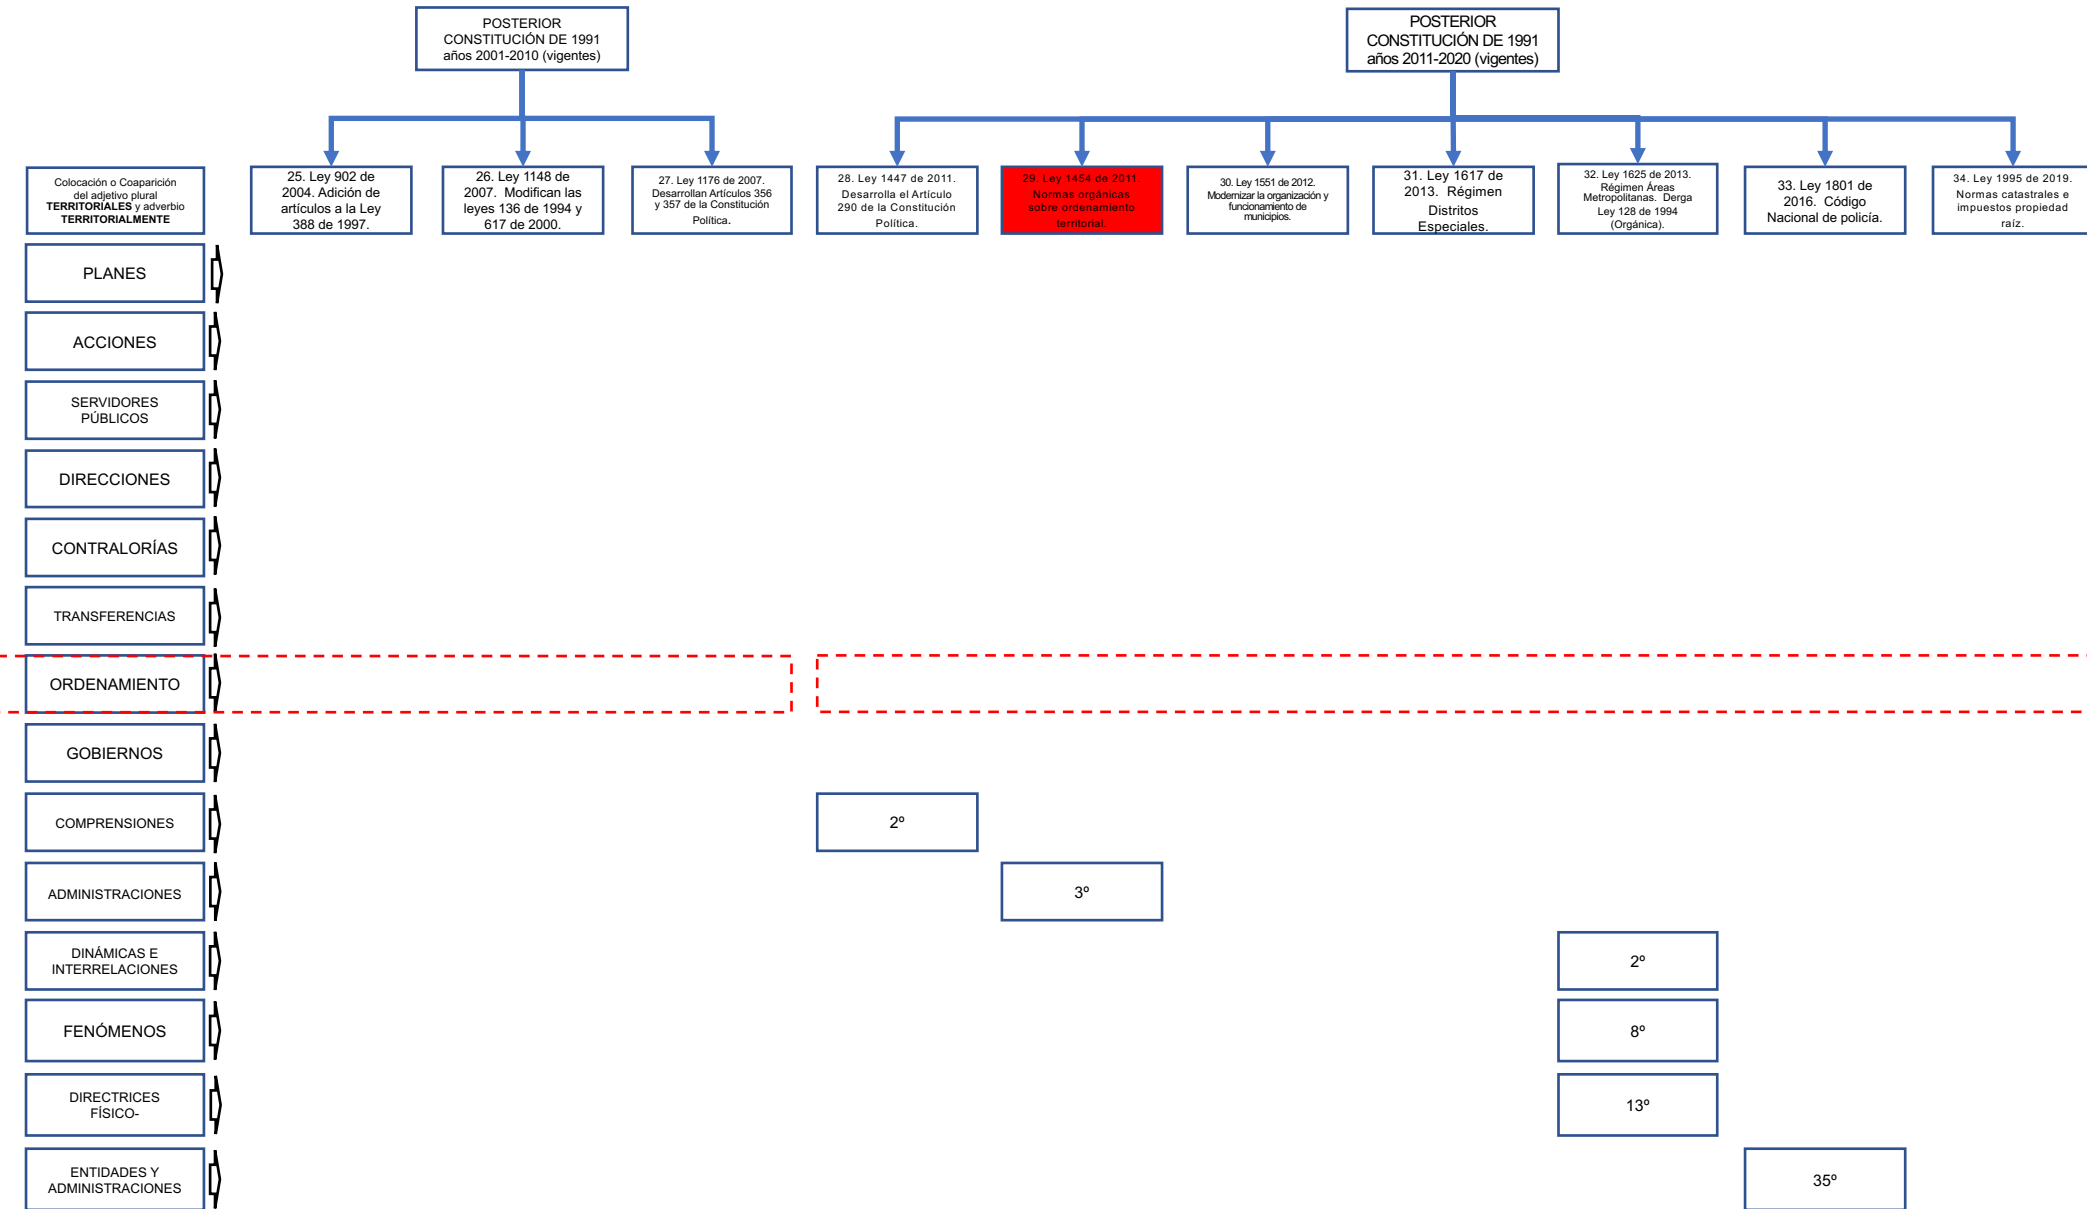 POSTERIOR
CONSTITUCIÓN DE 1991
años 2001-2010 (vigentes)
POSTERIOR
CONSTITUCIÓN DE 1991
años 2011-2020 (vigentes)
Colocación o Coaparición
del adjetivo plural
TERRITORIALES y adverbio
TERRITORIALMENTE
25. Ley 902 de
2004. Adición de
artículos a la Ley
388 de 1997.
26. Ley 1148 de
2007. Modifican las
leyes 136 de 1994 y
617 de 2000.
27. Ley 1176 de 2007.
Desarrollan Artículos 356
y 357 de la Constitución
Política.
28. Ley 1447 de 2011.
Desarrolla el Artículo
290 de la Constitución
Política.
29. Ley 1454 de 2011.
Normas orgánicas
sobre ordenamiento
territorial.
30. Ley 1551 de 2012.
Modernizar la organización y
funcionamiento de
municipios.
31. Ley 1617 de
2013. Régimen
Distritos
Especiales.
32. Ley 1625 de 2013.
Régimen Áreas
Metropolitanas. Derga
Ley 128 de 1994
(Orgánica).
33. Ley 1801 de
2016. Código
Nacional de policía.
34. Ley 1995 de 2019.
Normas catastrales e
impuestos propiedad
raíz.
PLANES
ACCIONES
SERVIDORES
PÚBLICOS
DIRECCIONES
CONTRALORÍAS
TRANSFERENCIAS
ORDENAMIENTO
GOBIERNOS
COMPRENSIONES
2º
ADMINISTRACIONES
3º
DINÁMICAS E
INTERRELACIONES
2º
FENÓMENOS
8º
DIRECTRICES
FÍSICO-
13º
ENTIDADES Y
ADMINISTRACIONES
35º